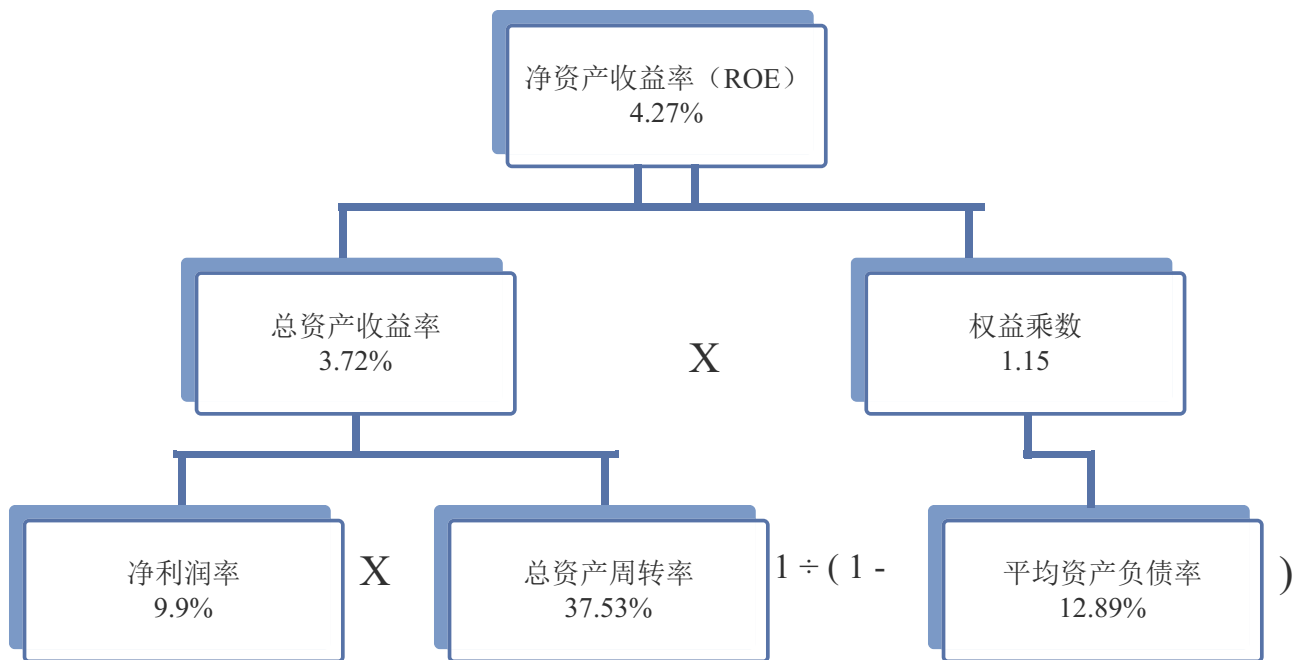 净资产收益率（ROE）
4.27%
总资产收益率
3.72%
X
权益乘数
1.15
净利润率
9.9%
X
总资产周转率
37.53%
1 ÷ ( 1 -
平均资产负债率
12.89%
)